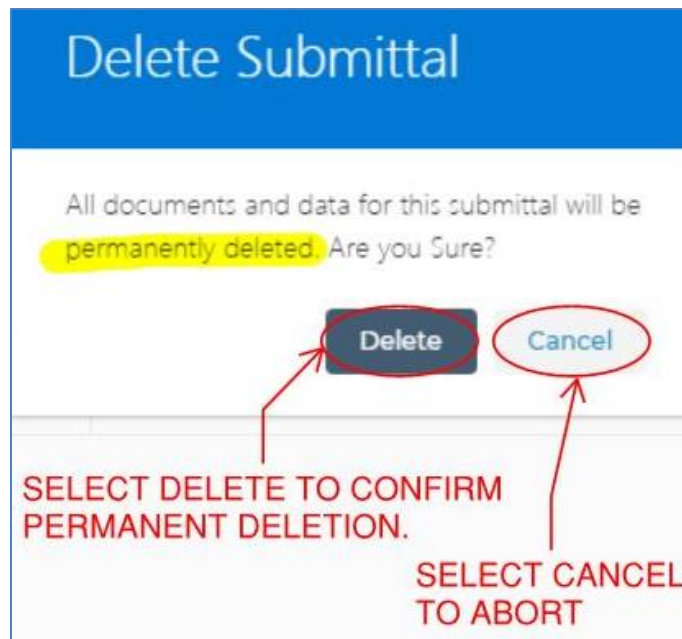 Delete Submittal
All documents and data for this submittal will be
permanently deleted. Are you Sure?
Delete Cancel
SELECT DELETE TO CONFIRM
PERMANENT DELETION.
SELECT CANCEL
TO ABORT